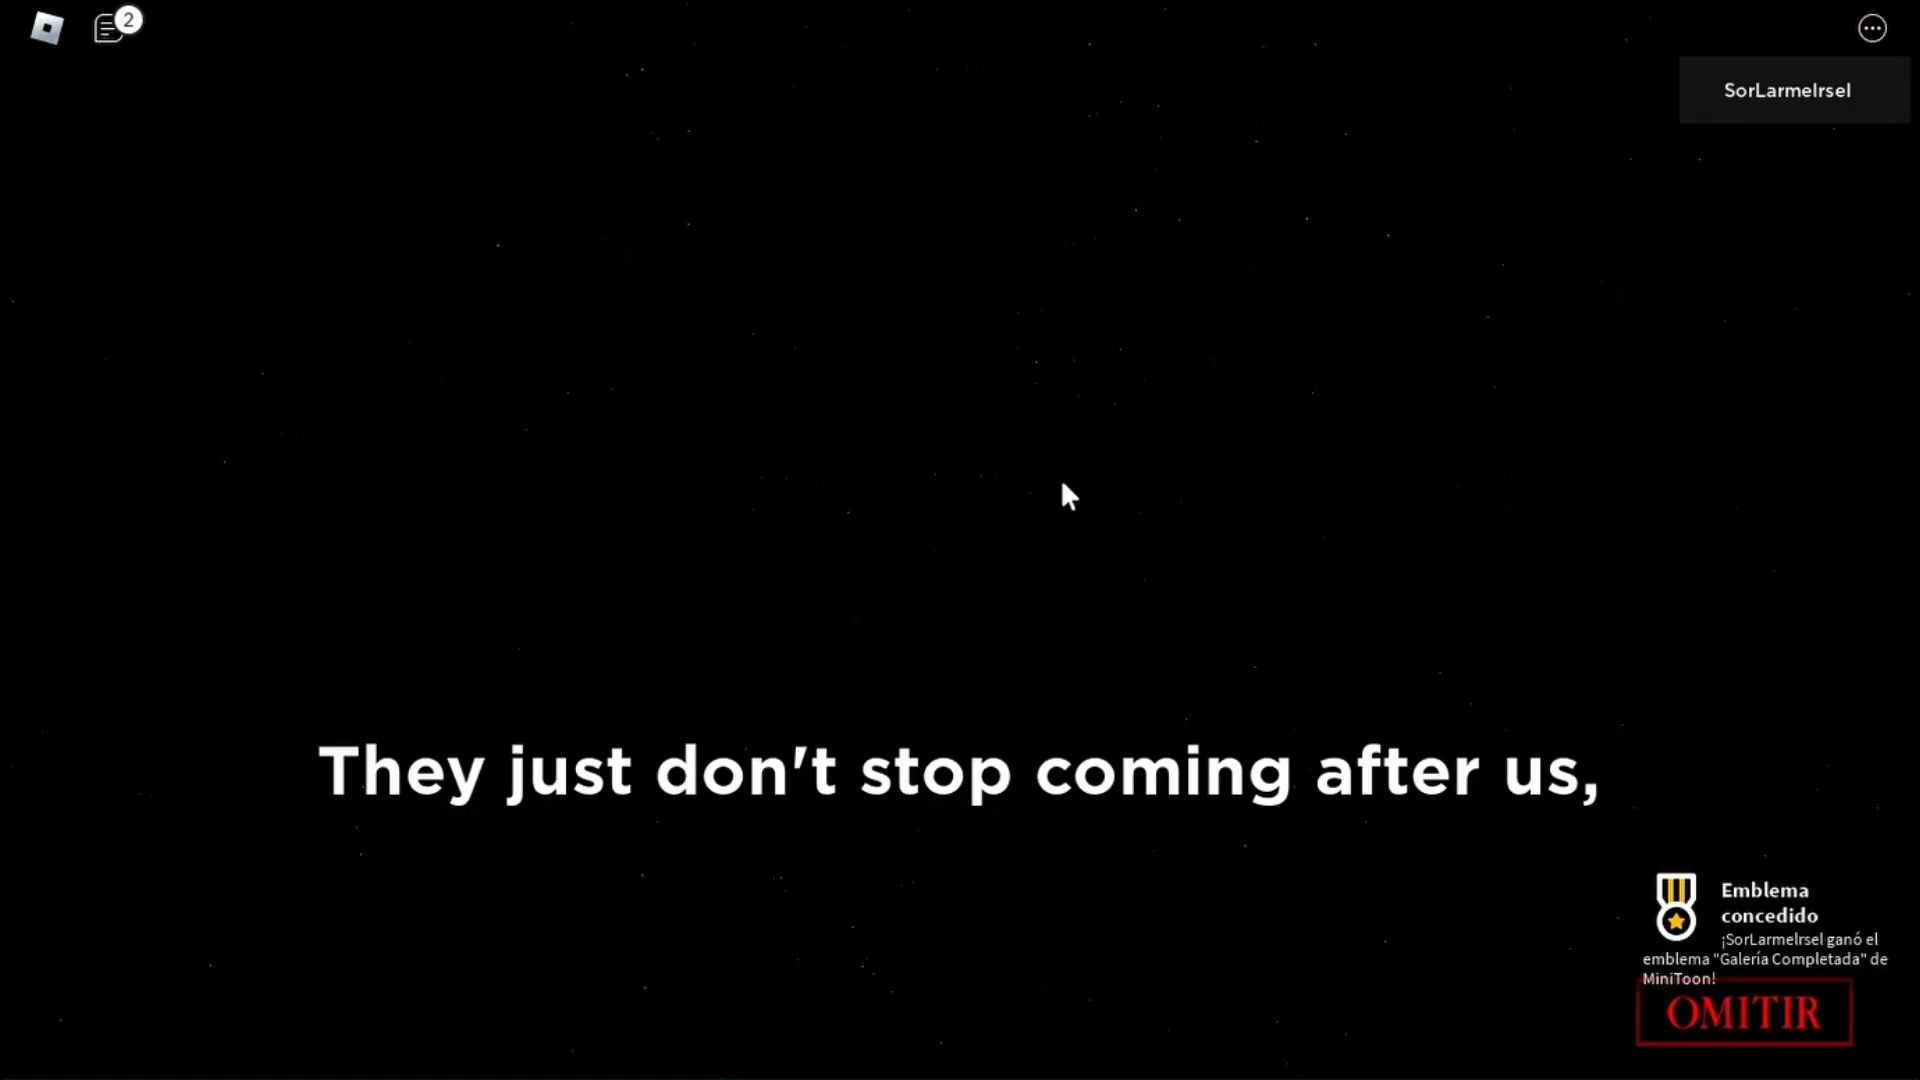 2
SorLarmelrsel
They just don't stop coming after us,
Emblema
concedido
¡SorLarmelrsel ganó el
emblema "Galería Completada" de
MiniToon!
OMITIR